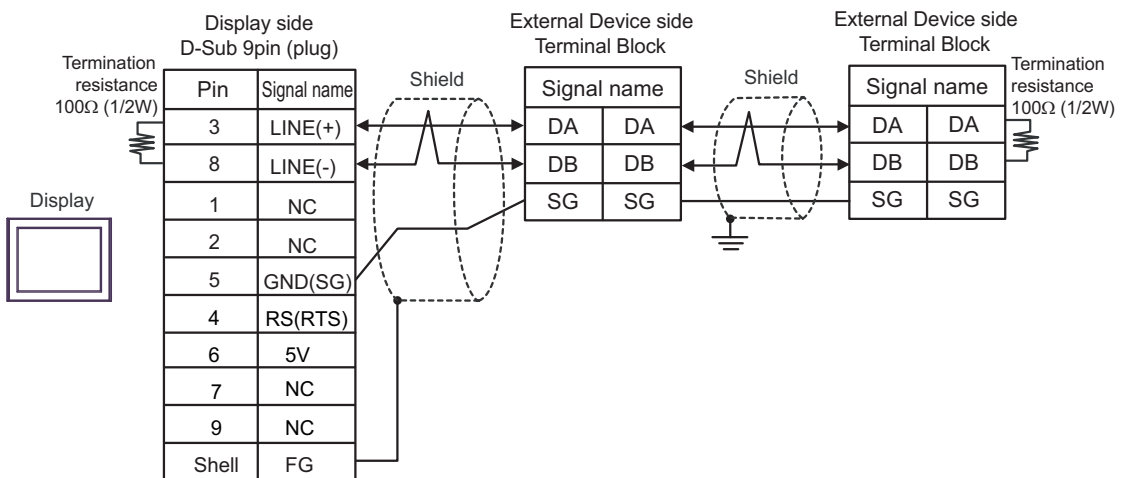 Display side
D-Sub 9pin (plug)
External Device side
Terminal Block
External Device side
Terminal Block
Termination
resistance
100Ω (1/2W)
Termination
resistance
100Ω (1/2W)
Pin Signal name
Shield
Signal name
Shield
Signal name
3 LINE(+)
DA DA
DA DA
8 LINE(-)
DB DB
DB DB
1 NC
SG SG
SG SG
Display
2 NC
5 GND(SG)
4 RS(RTS)
6 5V
7 NC
9 NC
Shell FG